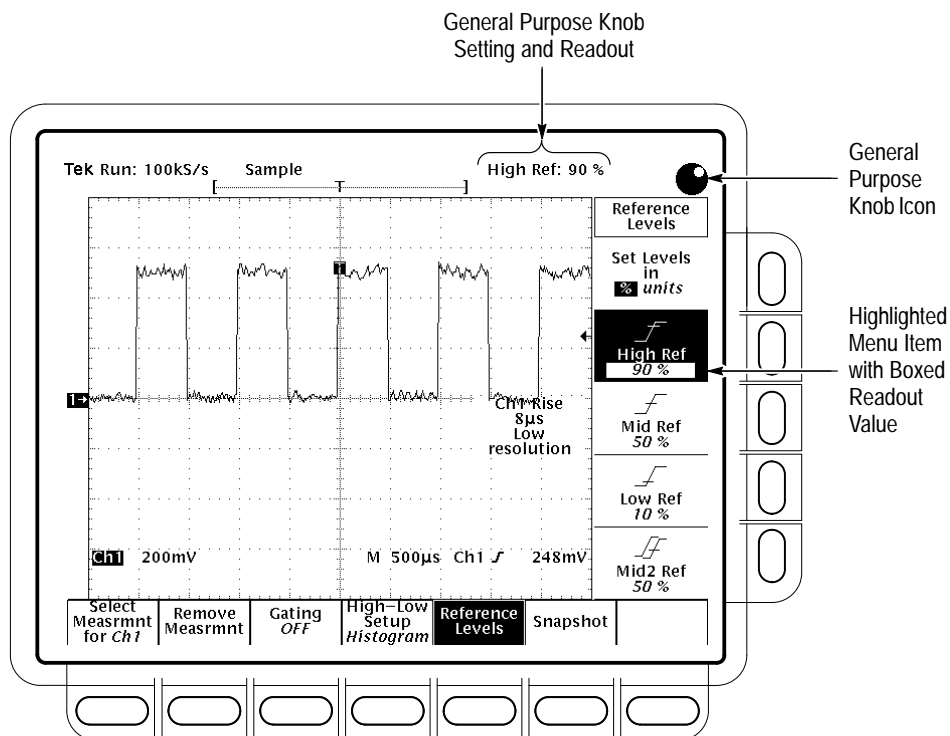 General Purpose Knob
Setting and Readout
Tek Run: 100kS/s
Sample
High Ref: 90 %
General
Purpose
Knob Icon
T
Reference
Levels
Set Levels
in
% units
High Ref
90 %
Highlighted
Menu Item
with Boxed
Readout
Value
1→
Ch1 Rise
8µs
Low
resolution
Mid Ref
50 %
Low Ref
10 %
Mid2 Ref
50 %
Ch1 200mV
M 500µs Ch1 248mV
Select
Measrmnt
for Ch1
Remove
Measrmnt
Gating
OFF
High–Low
Setup
Histogram
Reference
Levels
Snapshot